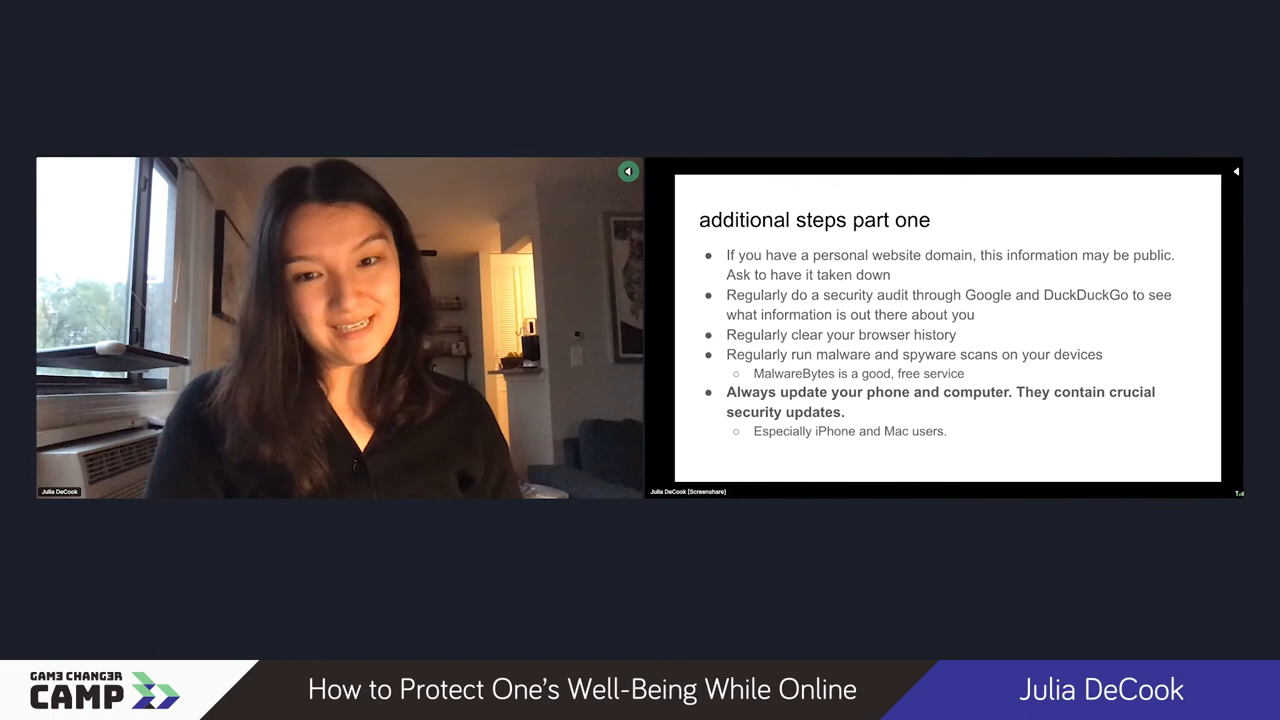 Julia DeCook
additional steps part one
● If you have a personal website domain, this information may be public.
Ask to have it taken down
● Regularly do a security audit through Google and DuckDuckGo to see
what information is out there about you
● Regularly clear your browser history
● Regularly run malware and spyware scans on your devices
○ MalwareBytes is a good, free service
● Always update your phone and computer. They contain crucial
security updates.
○ Especially iPhone and Mac users.
Julia DeCook [Screenshare]
GAME CHANGER
CAMP
How to Protect One's Well-Being While Online
Julia DeCook